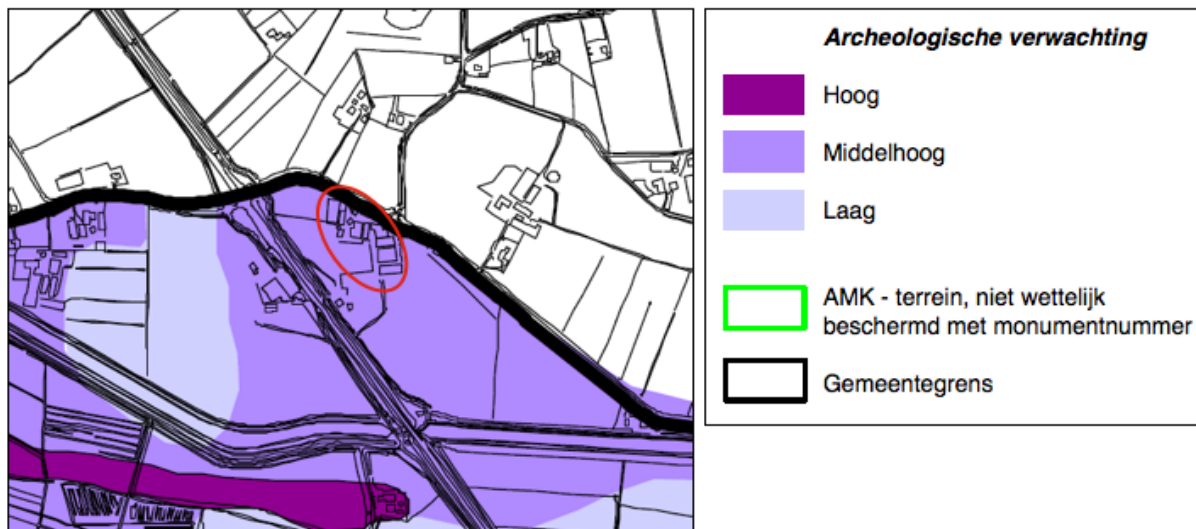 Archeologische verwachting
Hoog
Middelhoog
Laag
AMK - terrein, niet wettelijk
beschermd met monumentnummer
Gemeentegrens